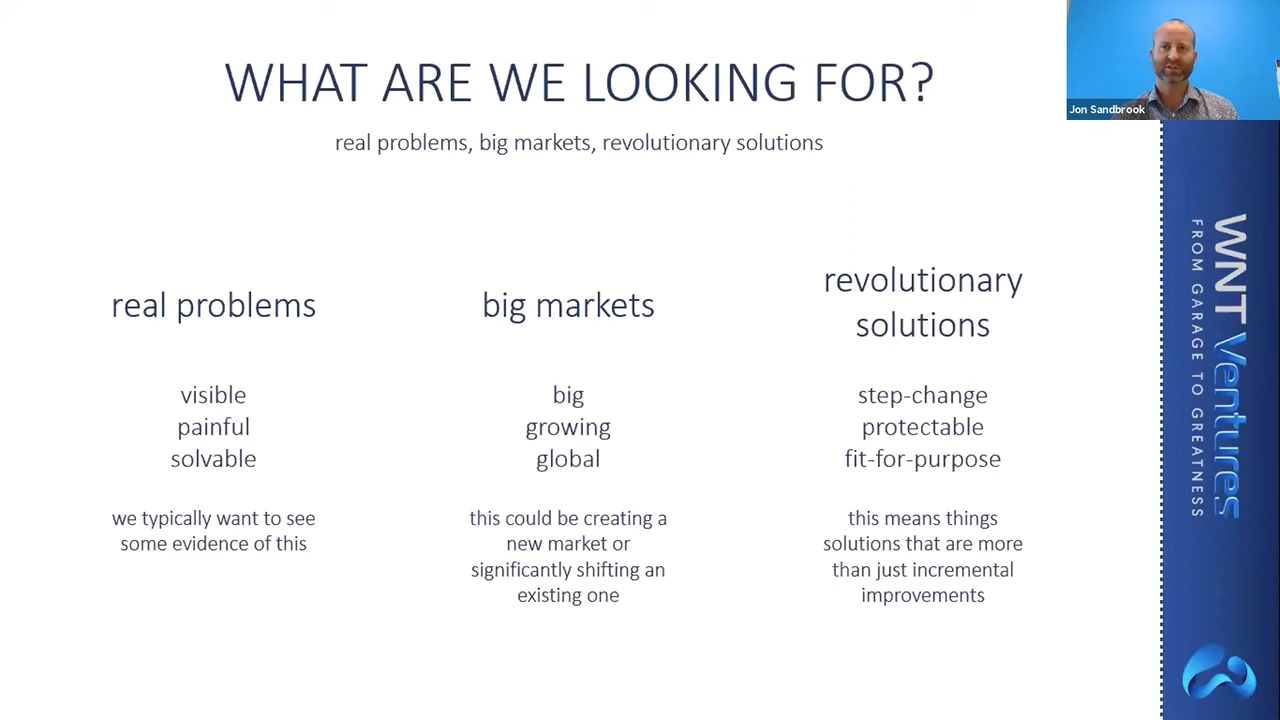 WHAT ARE WE LOOKING FOR?
real problems, big markets, revolutionary solutions
Jon Sandbrook
real problems
visible
painful
solvable
we typically want to see
some evidence of this
big markets
big
growing
global
this could be creating a
new market or
significantly shifting an
existing one
revolutionary
solutions
step-change
protectable
fit-for-purpose
this means things
solutions that are more
than just incremental
improvements
WNT Ventures
FROM GARAGE TO GREATNESS